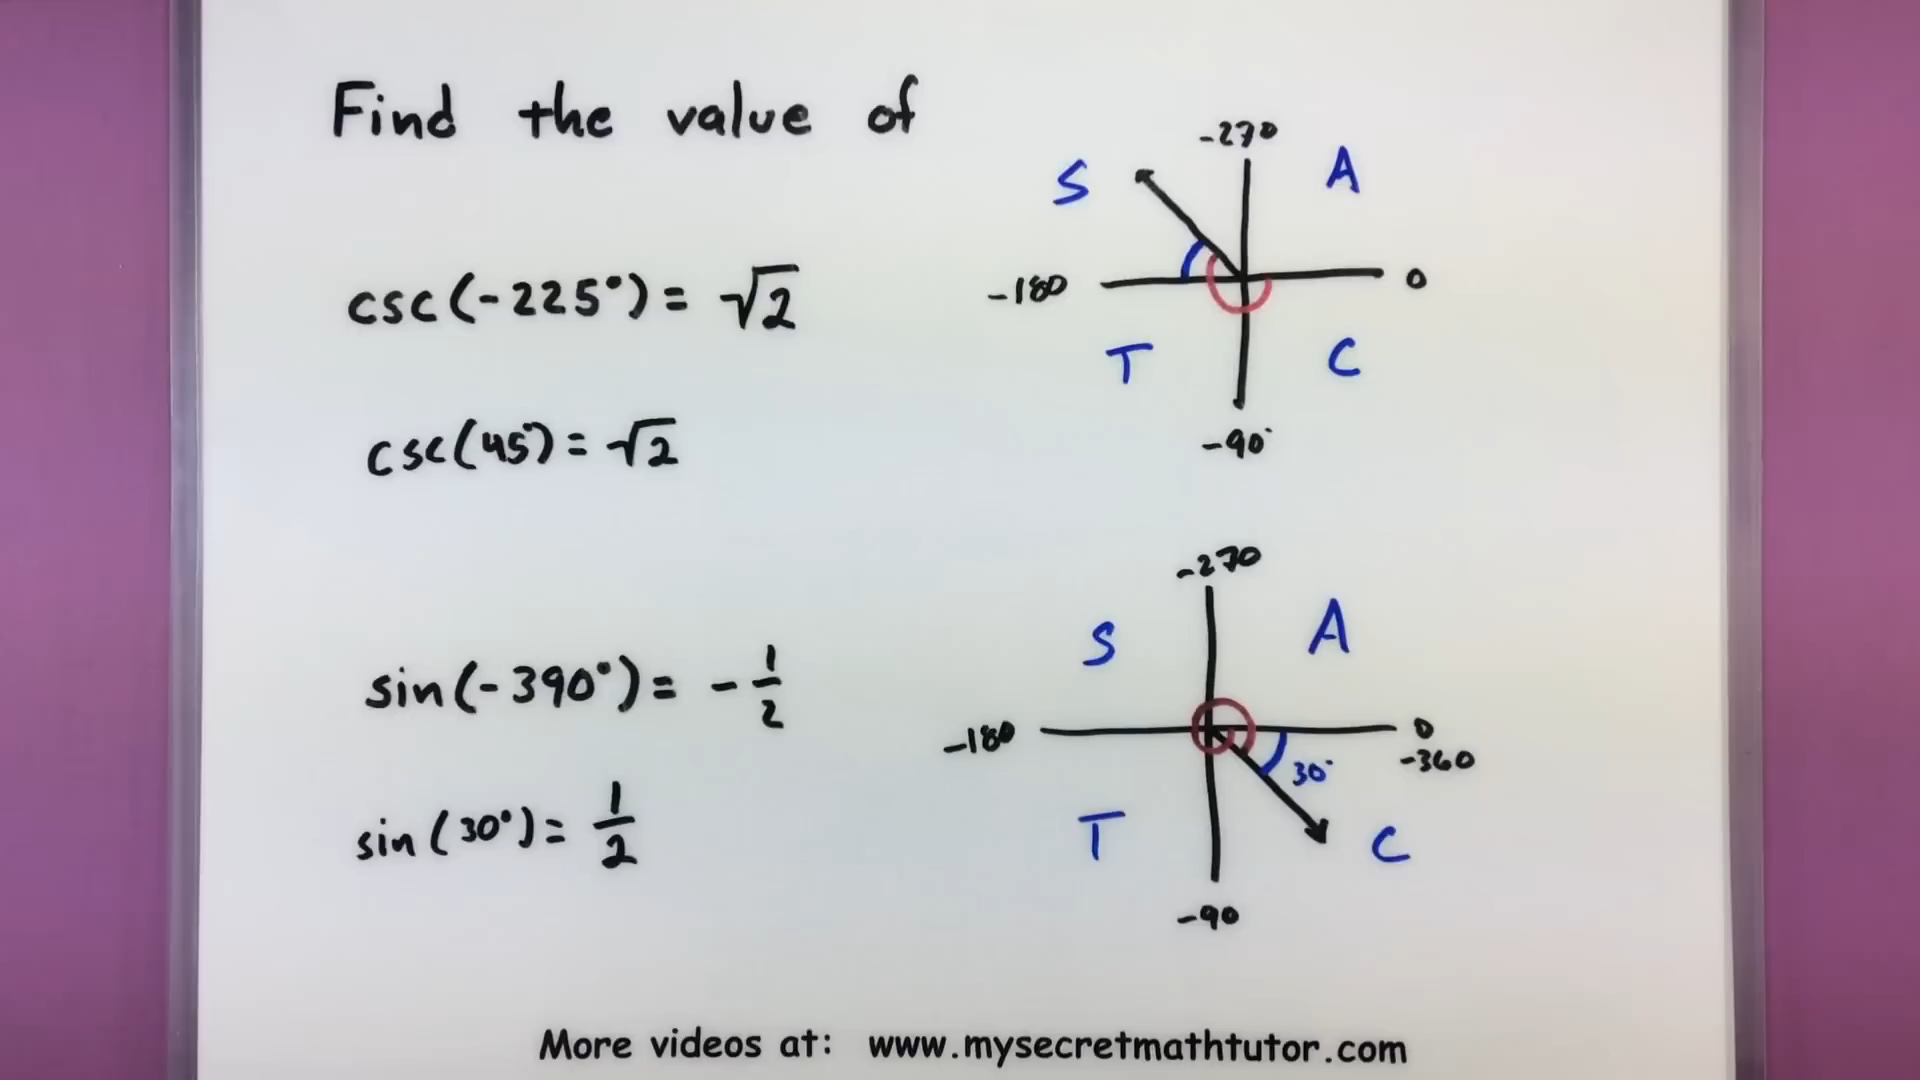 Find the value of
csc(-225°) = √2
csc(45°) = √2
-270
S
A
-180
0
T
C
-90°
sin(-390°) = -1/2
sin(30°) = 1/2
-270
S
A
-180
0
-360
30°
T
C
-90
More videos at: www.mysecretmathtutor.com